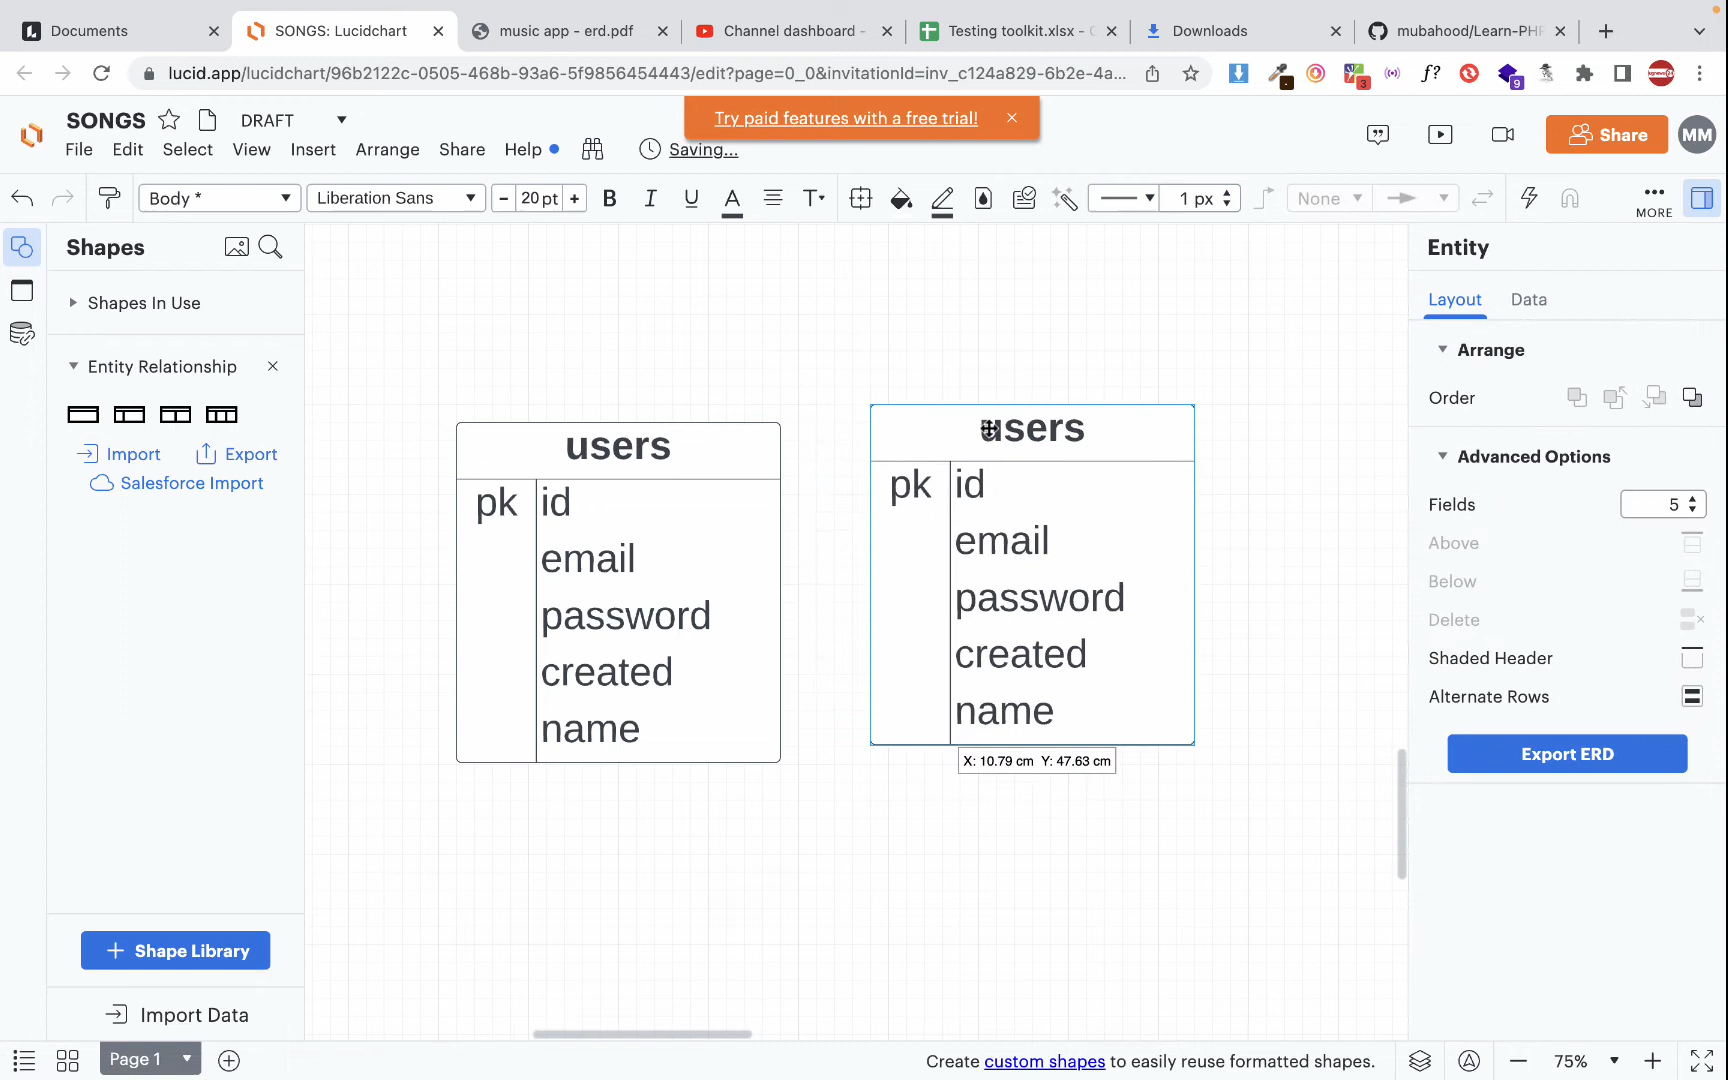 Documents
SONGS: Lucidchart
music app - erd.pdf
Channel dashboard -
Testing toolkit.xlsx - G
Downloads
mubahood/Learn-PHP
lucid.app/lucidchart/96b2122c-0505-468b-93a6-5f9856454443/edit?page=0_0&invitationId=inv_c124a829-6b2e-4a...
f?
3
9
SONGS
DRAFT
Try paid features with a free trial!
File Edit Select View Insert Arrange Share Help
Saving...
Share
MM
Body *
Liberation Sans
- 20 pt +
B I U A T
1 px
None
MORE
Shapes
Shapes In Use
Entity Relationship
Import
Export
Salesforce Import
Shape Library
Import Data
users
pk id
email
password
created
name
users
pk id
email
password
created
name
X: 10.79 cm Y: 47.63 cm
Entity
Layout
Data
Arrange
Order
Advanced Options
Fields
5
Above
Below
Delete
Shaded Header
Alternate Rows
Export ERD
Page 1
Create custom shapes to easily reuse formatted shapes.
75%